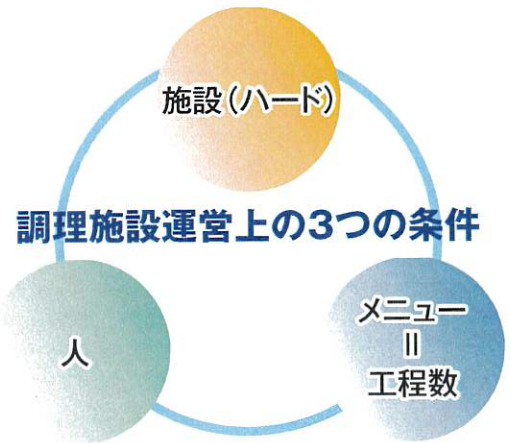 施設(ハード)
調理施設運営上の3つの条件
人
メニュー
||
工程数